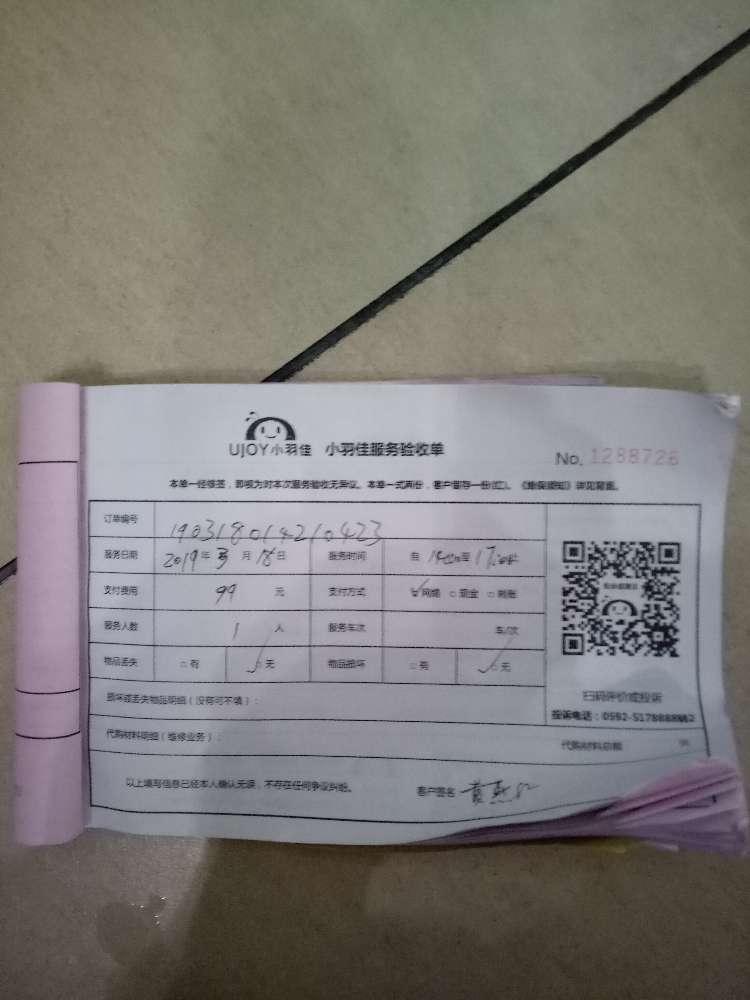 UJOY小羽佳 小羽佳服务验收单
No. 1288726
本单一经签,即视为对本次服务验收无异议。本单一式两份,客户留存一份(红)。《维保须知》详见背面。
订单编号 190318014210423
服务日期 2019年3月18日 服务时间 自14:00至17:00
支付费用 99 元 支付方式 网络 现金 刷账
服务人数 1 人 服务车次 车/次
物品丢失 有 无 物品损坏 有 无
损坏或丢失物品明细(没有可不填):
代购材料明细(维修业务): 代购材料总额
扫码评价或投诉
投诉电话:0592-5178888
以上填写信息已经本人确认无误,不存在任何争议纠纷。 客户签名